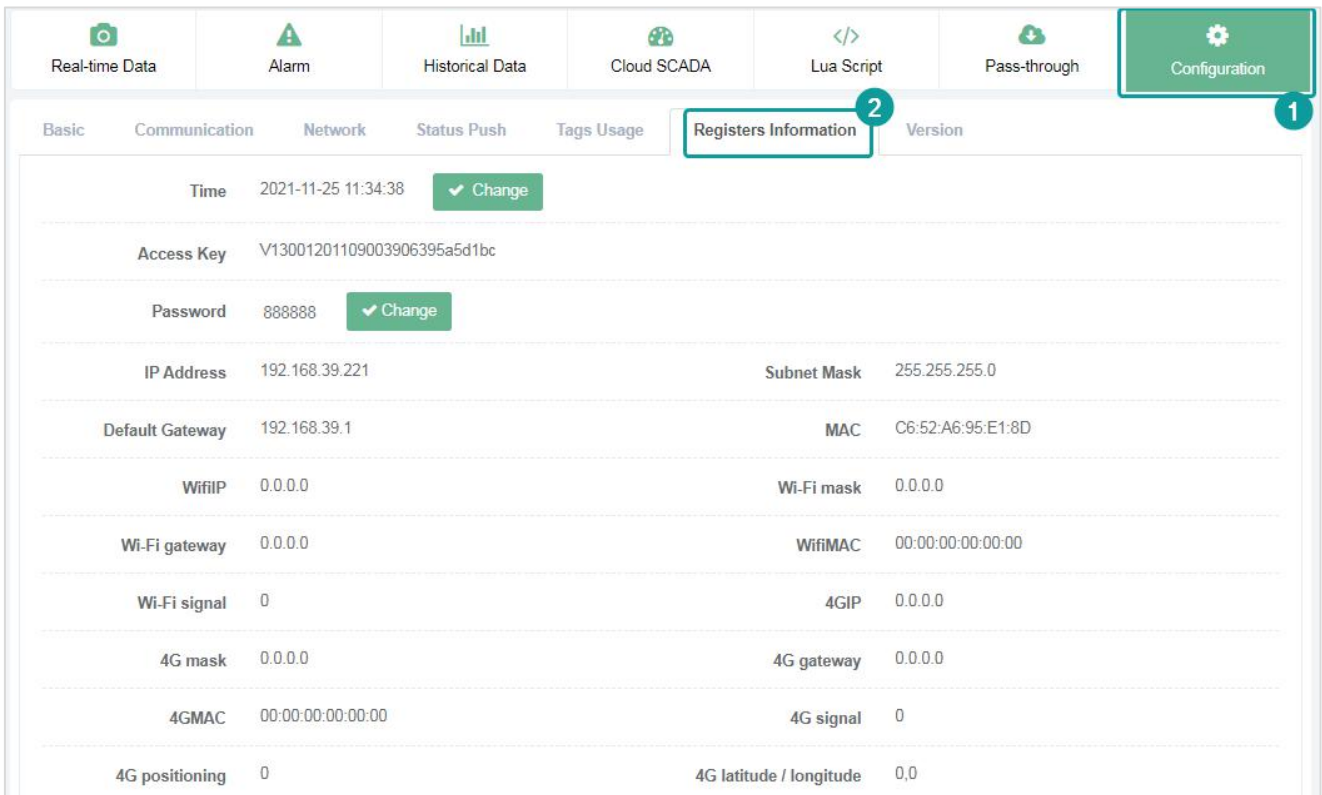 Real-time Data Alarm Historical Data Cloud SCADA </> Lua Script Pass-through Configuration
1
2
Basic Communication Network Status Push Tags Usage Registers Information Version
Time 2021-11-25 11:34:38 Change
Access Key V13001201109003906395a5d1bc
Password 888888 Change
IP Address 192.168.39.221 Subnet Mask 255.255.255.0
Default Gateway 192.168.39.1 MAC C6:52:A6:95:E1:8D
WifiIP 0.0.0.0 Wi-Fi mask 0.0.0.0
Wi-Fi gateway 0.0.0.0 WifiMAC 00:00:00:00:00:00
Wi-Fi signal 0 4GIP 0.0.0.0
4G mask 0.0.0.0 4G gateway 0.0.0.0
4GMAC 00:00:00:00:00:00 4G signal 0
4G positioning 0 4G latitude / longitude 0,0